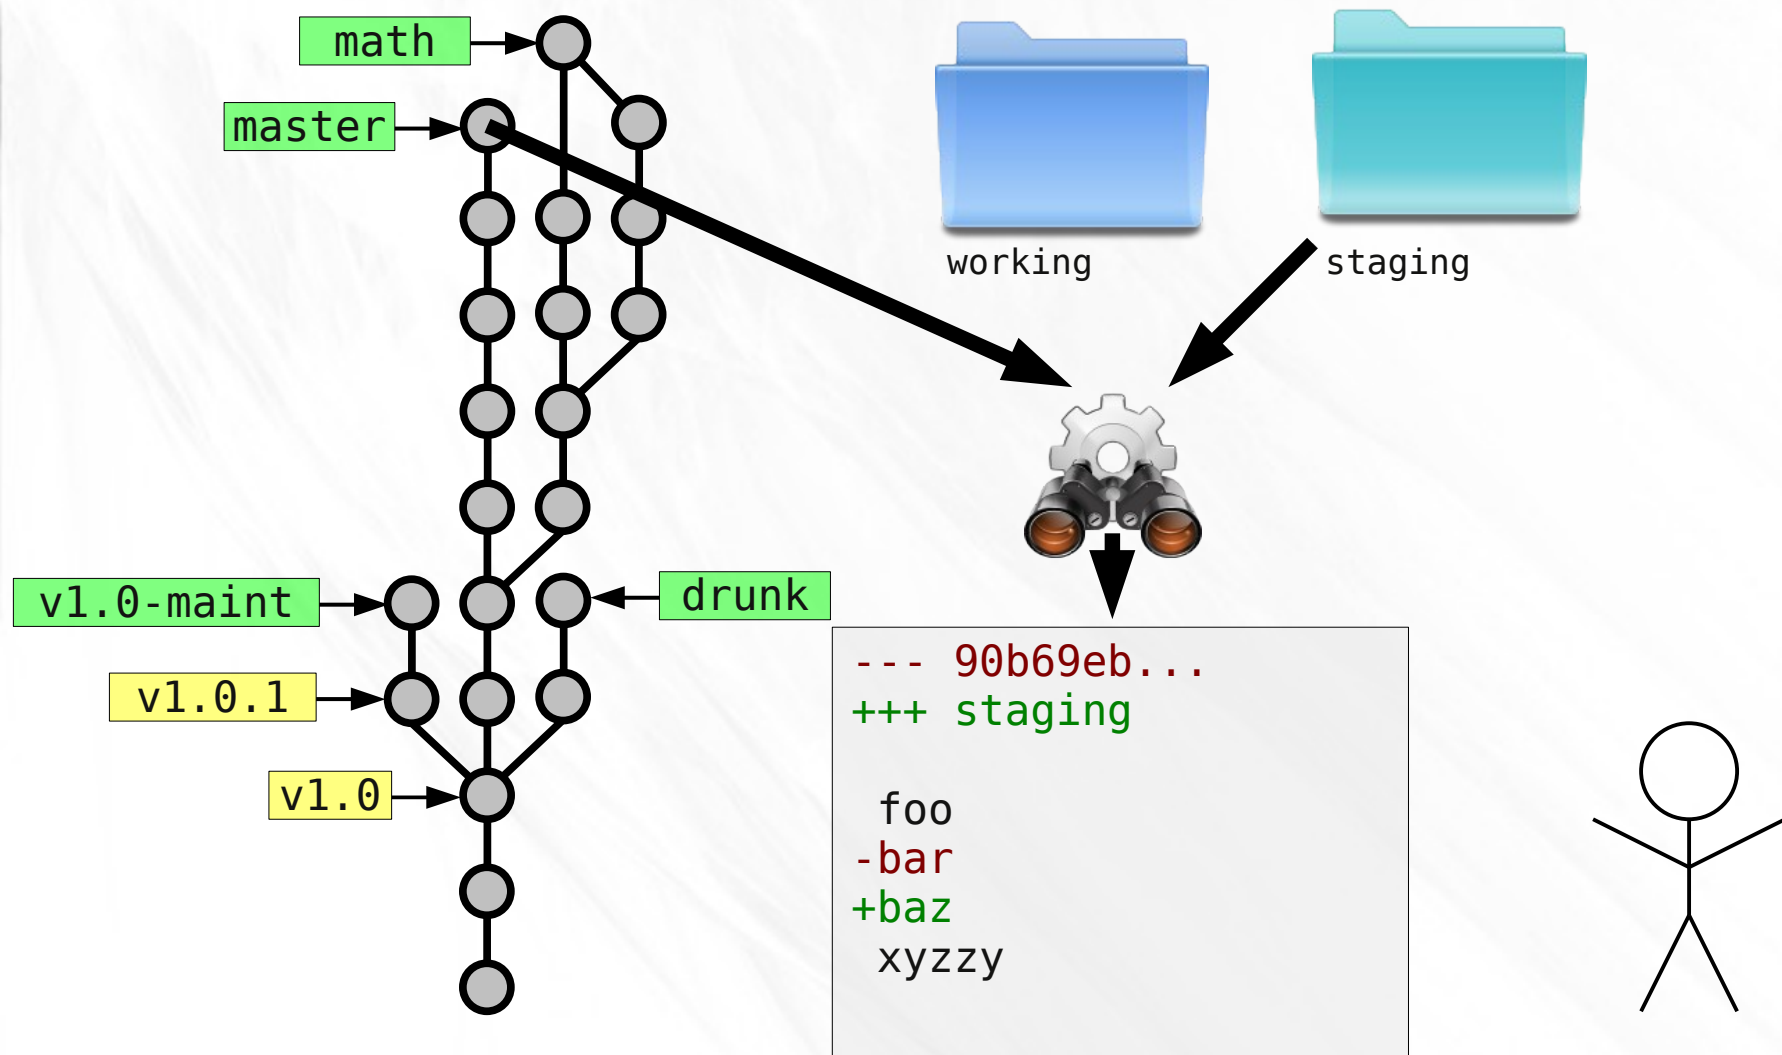 math
master
working
staging
v1.0-maint
drunk
v1.0.1
v1.0
--- 90b69eb...
+++ staging
 foo
-bar
+baz
 xyzzy